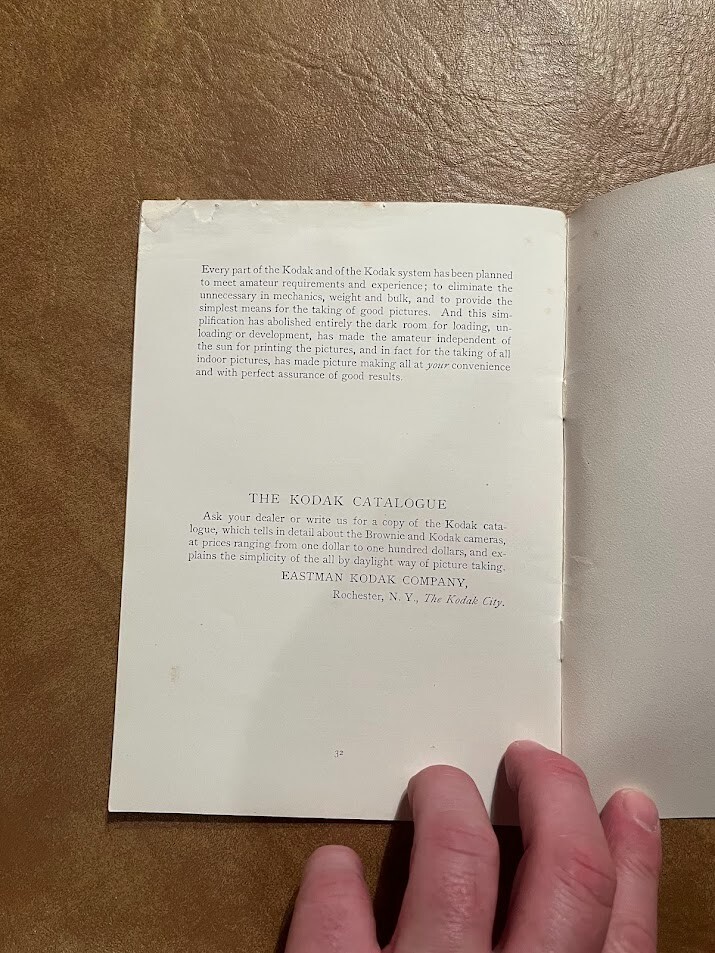 Every part of the Kodak and of the Kodak system has been planned
to meet amateur requirements and experience; to eliminate the
unnecessary in mechanics, weight and bulk, and to provide the
simplest means for the taking of good pictures. And this sim-
plification has abolished entirely the dark room for loading, un-
loading or development, has made the amateur independent of
the sun for printing the pictures, and in fact for the taking of all
indoor pictures, has made picture making all at your convenience
and with perfect assurance of good results.
THE KODAK CATALOGUE
Ask your dealer or write us for a copy of the Kodak cata-
logue, which tells in detail about the Brownie and Kodak cameras,
at prices ranging from one dollar to one hundred dollars, and ex-
plains the simplicity of the all by daylight way of picture taking.
EASTMAN KODAK COMPANY,
Rochester, N. Y., The Kodak City.
32